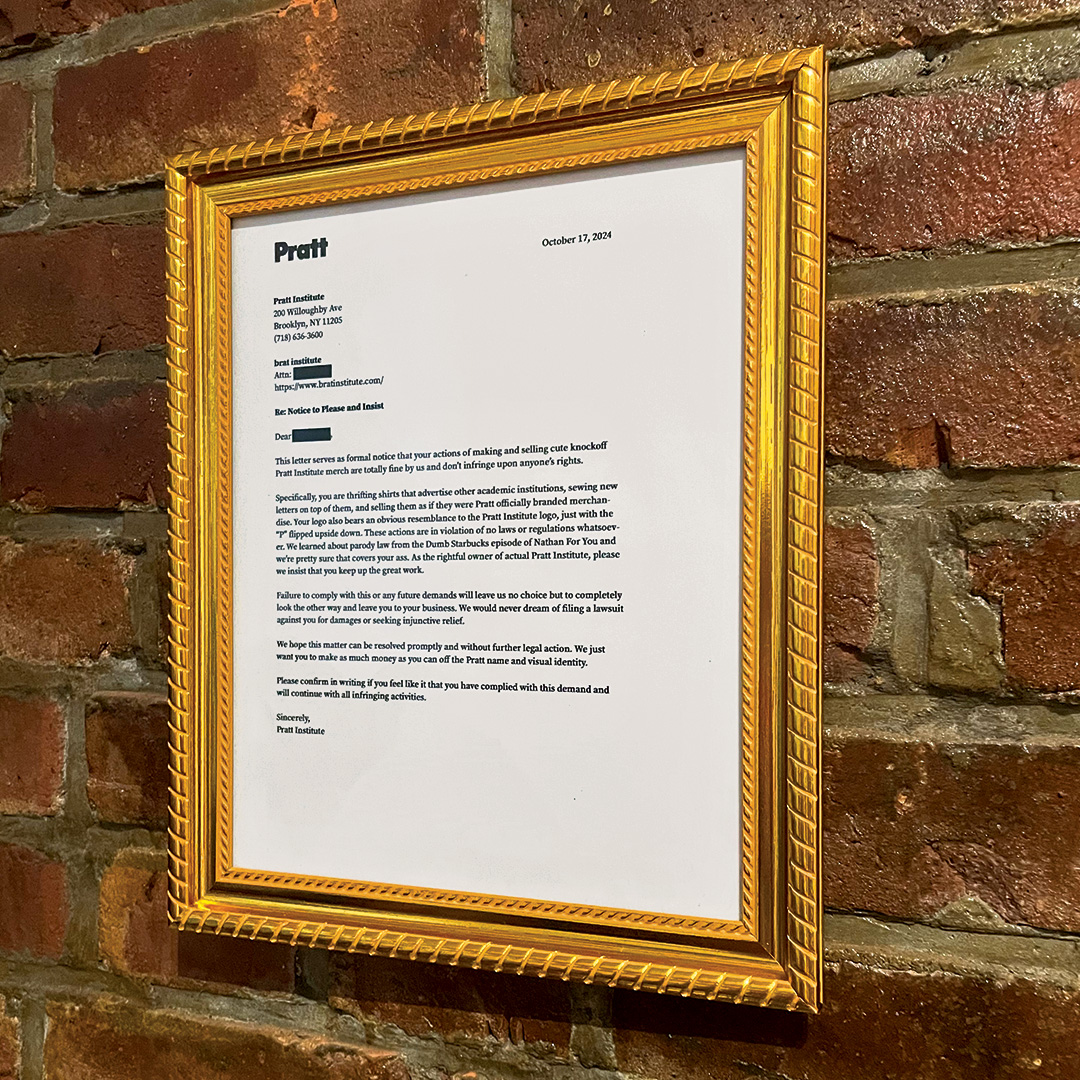 Pratt
October 17, 2024
Pratt Institute
200 Willoughby Ave
Brooklyn, NY 11205
(718) 636-3600
brat institute
Attn:
https://www.bratinstitute.com/
Re: Notice to Please and Insist
Dear
This letter serves as formal notice that your actions of making and selling cute knockoff
Pratt Institute merch are totally fine by us and don't infringe upon anyone's rights.
Specifically, you are thrifting shirts that advertise other academic institutions, sewing new
letters on top of them, and selling them as if they were Pratt officially branded merchan-
dise. Your logo also bears an obvious resemblance to the Pratt Institute logo, just with the
"P" flipped upside down. These actions are in violation of no laws or regulations whatsoev-
er. We learned about parody law from the Dumb Starbucks episode of Nathan For You and
we're pretty sure that covers your ass. As the rightful owner of actual Pratt Institute, please
we insist that you keep up the great work.
Failure to comply with this or any future demands will leave us no choice but to completely
look the other way and leave you to your business. We would never dream of filing a lawsuit
against you for damages or seeking injunctive relief.
We hope this matter can be resolved promptly and without further legal action. We just
want you to make as much money as you can off the Pratt name and visual identity.
Please confirm in writing if you feel like it that you have complied with this demand and
will continue with all infringing activities.
Sincerely,
Pratt Institute